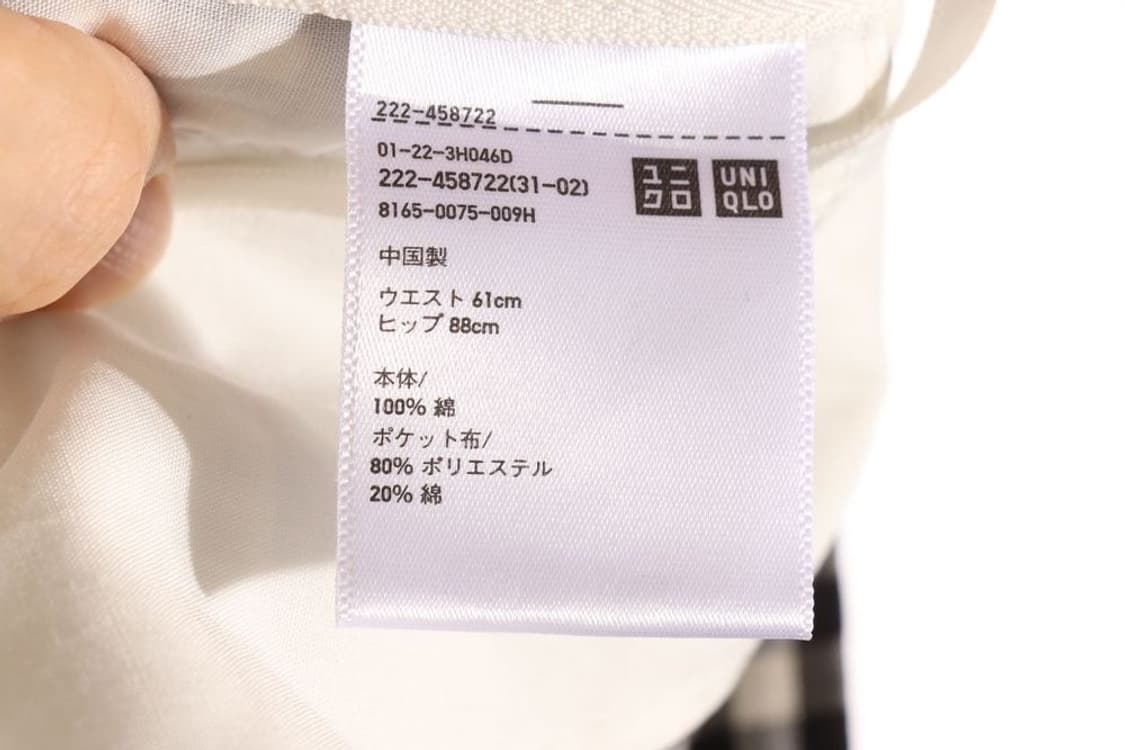 222-458722
01-22-3H046D
222-458722(31-02)
8165-0075-009H
ユニクロ
UNIQLO
中国製
ウエスト 61cm
ヒップ 88cm
本体/
100% 綿
ポケット布/
80% ポリエステル
20% 綿